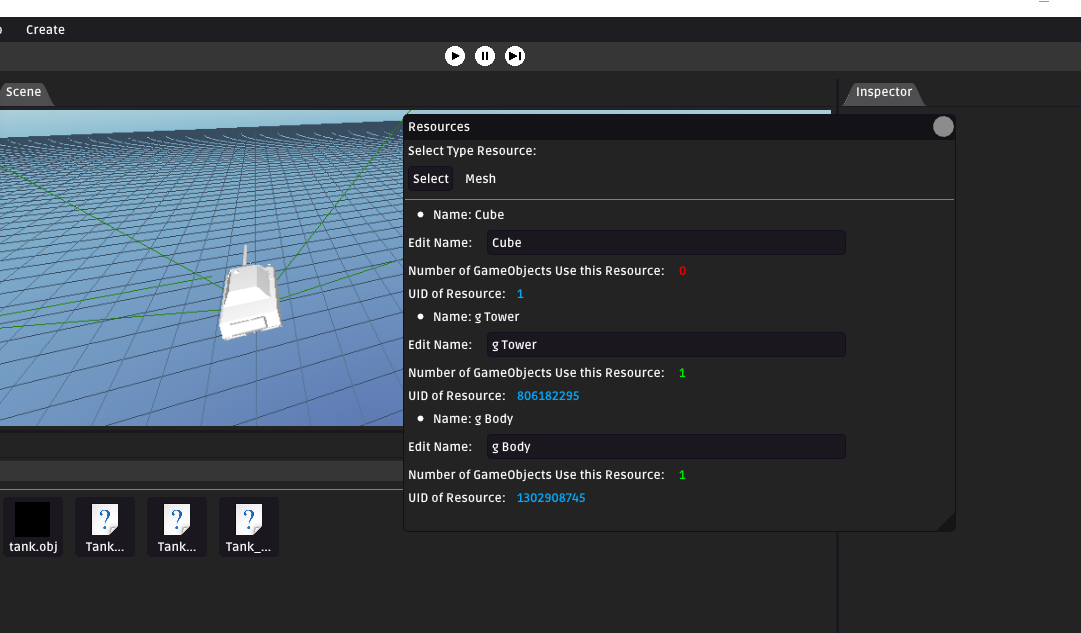 Create
Scene
Inspector
Resources
Select Type Resource:
Select Mesh
Name: Cube
Edit Name: Cube
Number of GameObjects Use this Resource: 0
UID of Resource: 1
Name: g Tower
Edit Name: g Tower
Number of GameObjects Use this Resource: 1
UID of Resource: 806182295
Name: g Body
Edit Name: g Body
Number of GameObjects Use this Resource: 1
UID of Resource: 1302908745
tank.obj Tank... Tank... Tank_...